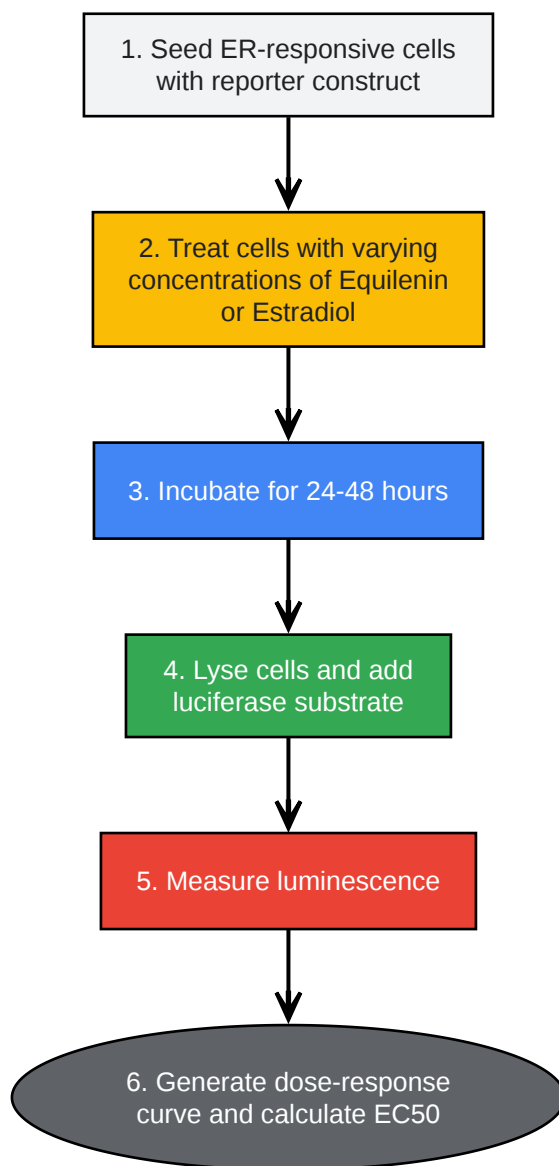 1. Seed ER-responsive cells
with reporter construct
2. Treat cells with varying
concentrations of Equilenin
or Estradiol
3. Incubate for 24-48 hours
4. Lyse cells and add
luciferase substrate
5. Measure luminescence
6. Generate dose-response
curve and calculate EC50